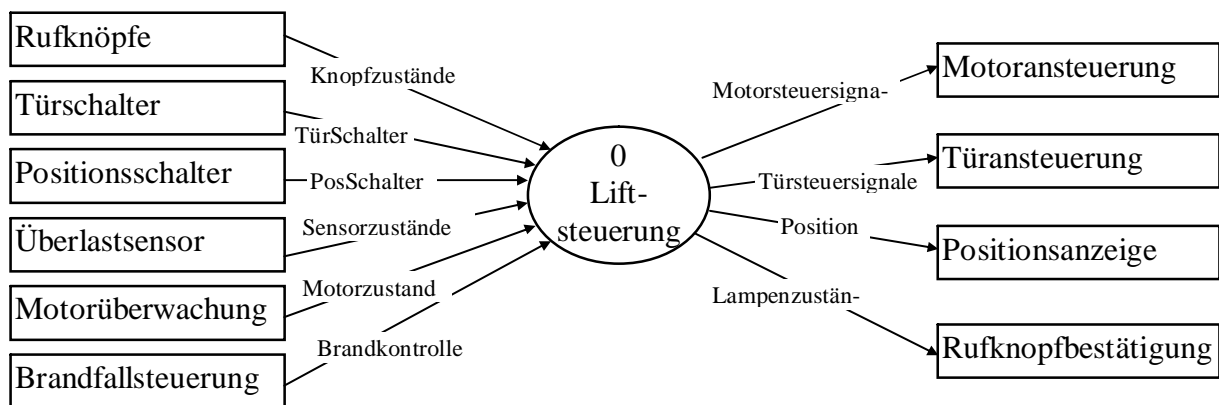 Rufknöpfe
Türschalter
Positionsschalter
Überlastsensor
Motorüberwachung
Brandfallsteuerung
Knopfzustände
TürSchalter
PosSchalter
Sensorzustände
Motorzustand
Brandkontrolle
0
Lift-
steuerung
Motorsteuersigna-
Türsteuersignale
Position
Lampenzustän-
Motoransteuerung
Türansteuerung
Positionsanzeige
Rufknopfbestätigung